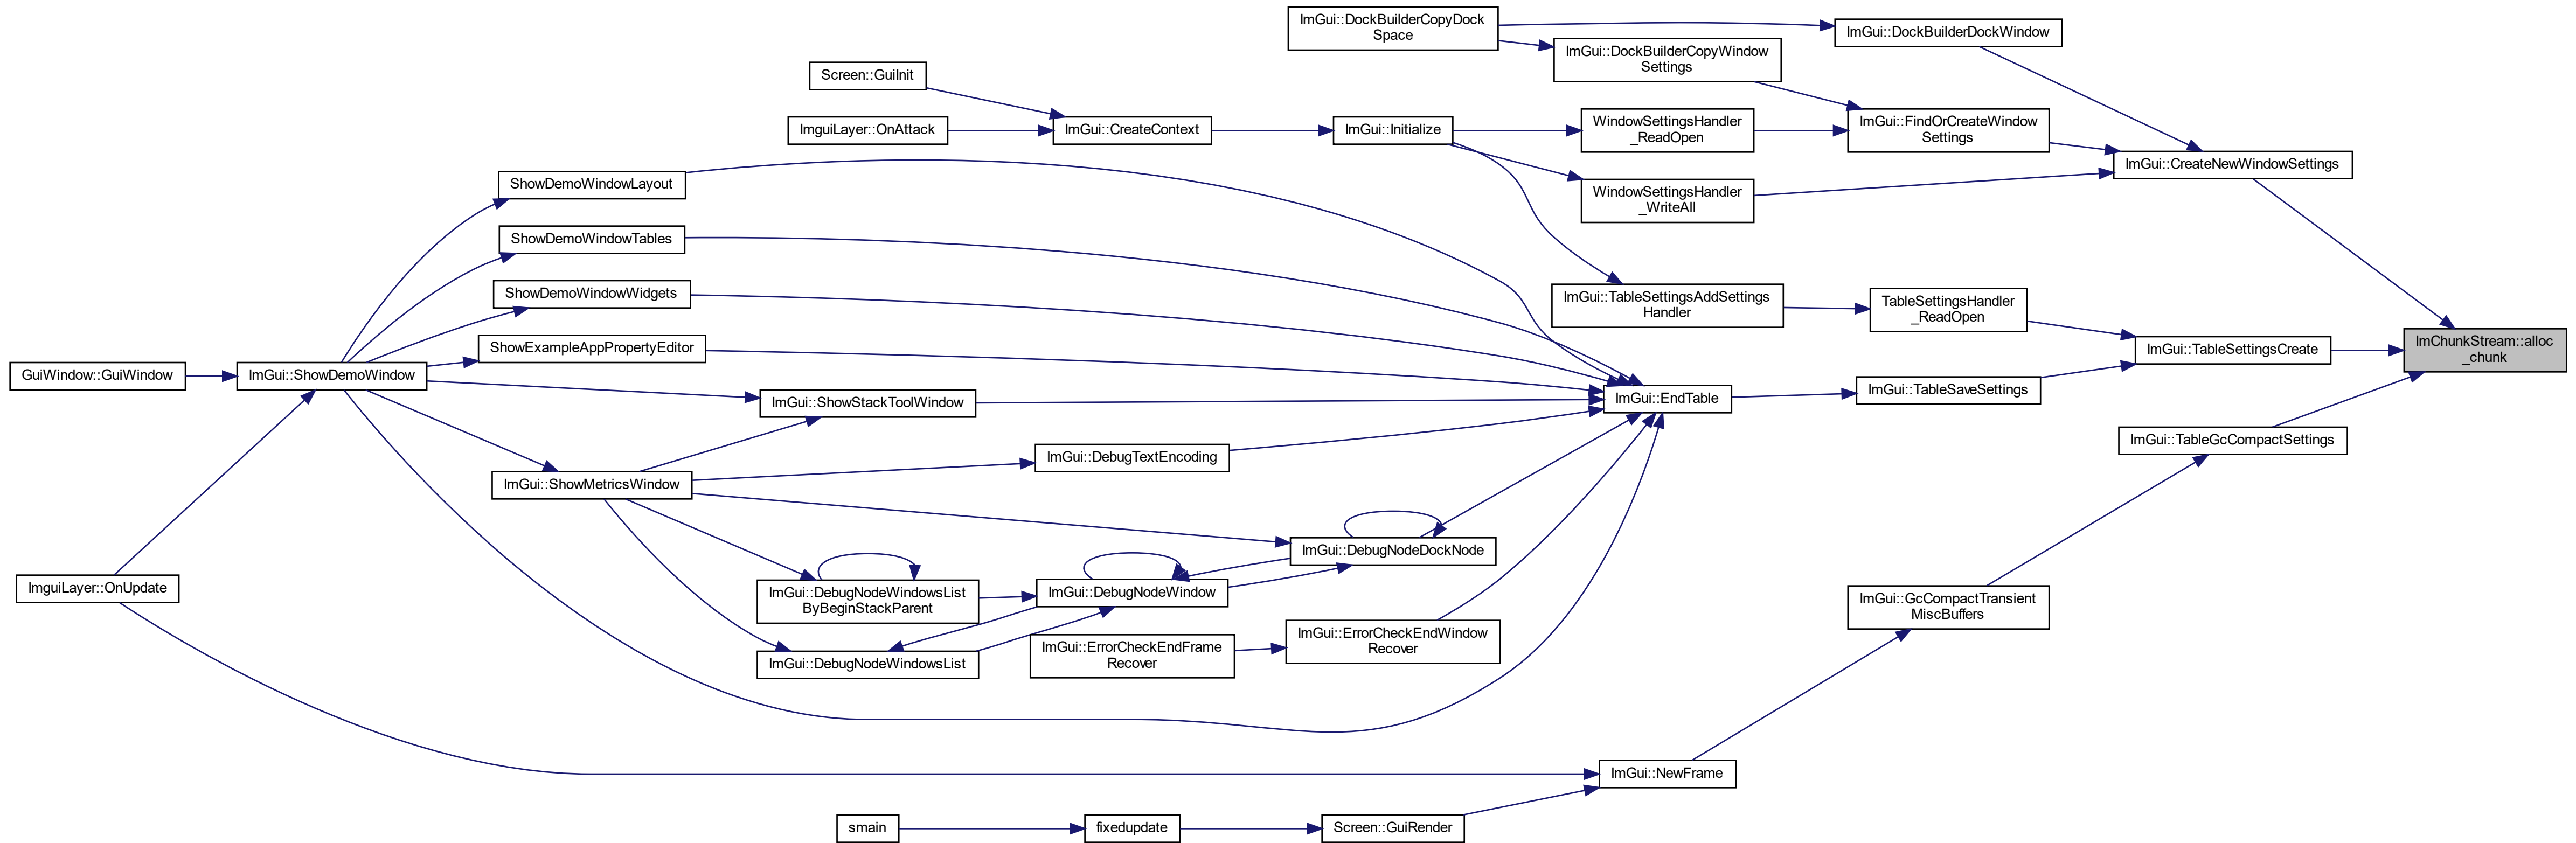 ImGui::DockBuilderCopyDock
Space
ImGui::DockBuilderDockWindow
ImGui::DockBuilderCopyWindow
Settings
Screen::GuiInit
ImguiLayer::OnAttack
ImGui::CreateContext
ImGui::Initialize
WindowSettingsHandler
_ReadOpen
ImGui::FindOrCreateWindow
Settings
ImGui::CreateNewWindowSettings
ShowDemoWindowLayout
WindowSettingsHandler
_WriteAll
ShowDemoWindowTables
ShowDemoWindowWidgets
ImGui::TableSettingsAddSettings
Handler
TableSettingsHandler
_ReadOpen
ShowExampleAppPropertyEditor
ImGui::TableSettingsCreate
ImChunkStream::alloc
_chunk
GuiWindow::GuiWindow
ImGui::ShowDemoWindow
ImGui::ShowStackToolWindow
ImGui::EndTable
ImGui::TableSaveSettings
ImGui::TableGcCompactSettings
ImGui::DebugTextEncoding
ImGui::ShowMetricsWindow
ImGui::DebugNodeDockNode
ImguiLayer::OnUpdate
ImGui::DebugNodeWindowsList
ByBeginStackParent
ImGui::DebugNodeWindow
ImGui::GcCompactTransient
MiscBuffers
ImGui::ErrorCheckEndWindow
Recover
ImGui::ErrorCheckEndFrame
Recover
ImGui::DebugNodeWindowsList
ImGui::NewFrame
smain
fixedupdate
Screen::GuiRender